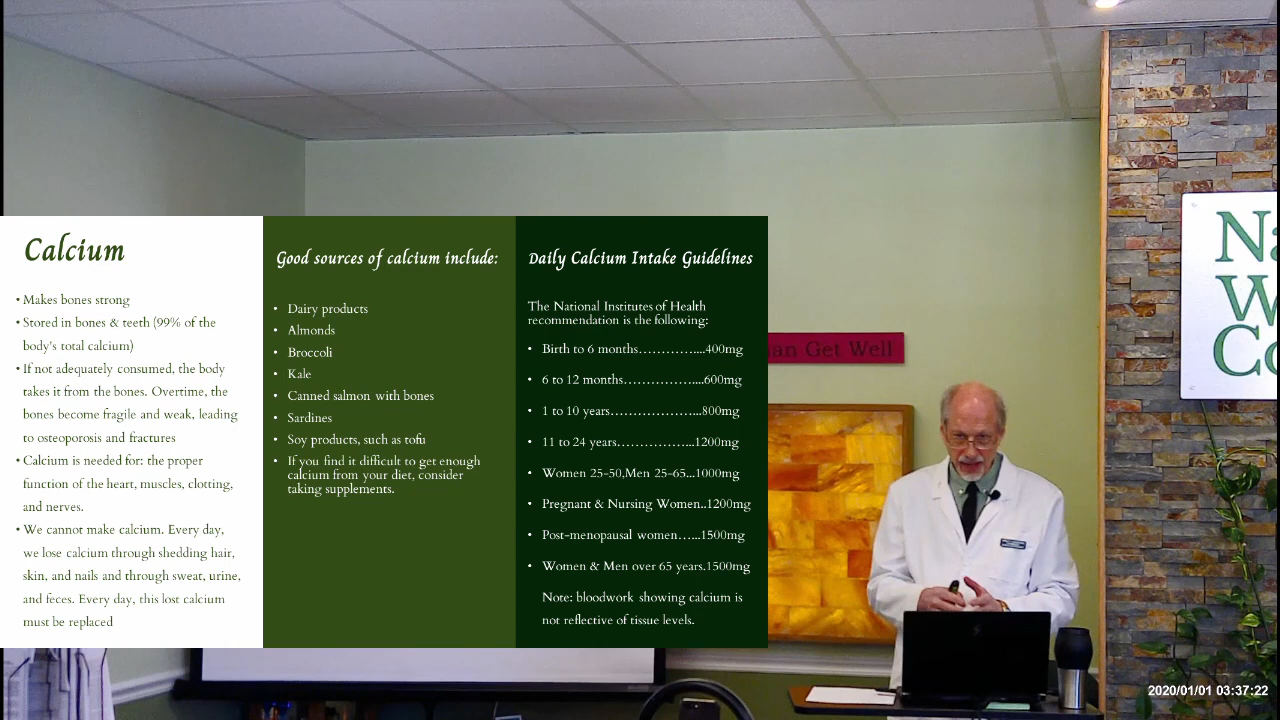 Calcium
• Makes bones strong
• Stored in bones & teeth (99% of the
body's total calcium)
• If not adequately consumed, the body
takes it from the bones. Overtime, the
bones become fragile and weak, leading
to osteoporosis and fractures
• Calcium is needed for: the proper
function of the heart, muscles, clotting,
and nerves.
• We cannot make calcium. Every day,
we lose calcium through shedding hair,
skin, and nails and through sweat, urine,
and feces. Every day, this lost calcium
must be replaced
Good sources of calcium include:
• Dairy products
• Almonds
• Broccoli
• Kale
• Canned salmon with bones
• Sardines
• Soy products, such as tofu
• If you find it difficult to get enough
calcium from your diet, consider
taking supplements.
Daily Calcium Intake Guidelines
The National Institutes of Health
recommendation is the following:
• Birth to 6 months…………....400mg
• 6 to 12 months……………....600mg
• 1 to 10 years………………...800mg
• 11 to 24 years……………...1200mg
• Women 25-50,Men 25-65...1000mg
• Pregnant & Nursing Women..1200mg
• Post-menopausal women…...1500mg
• Women & Men over 65 years.1500mg
Note: bloodwork showing calcium is
not reflective of tissue levels.
an Get Well
Na
W
Co
2020/01/01 03:37:22